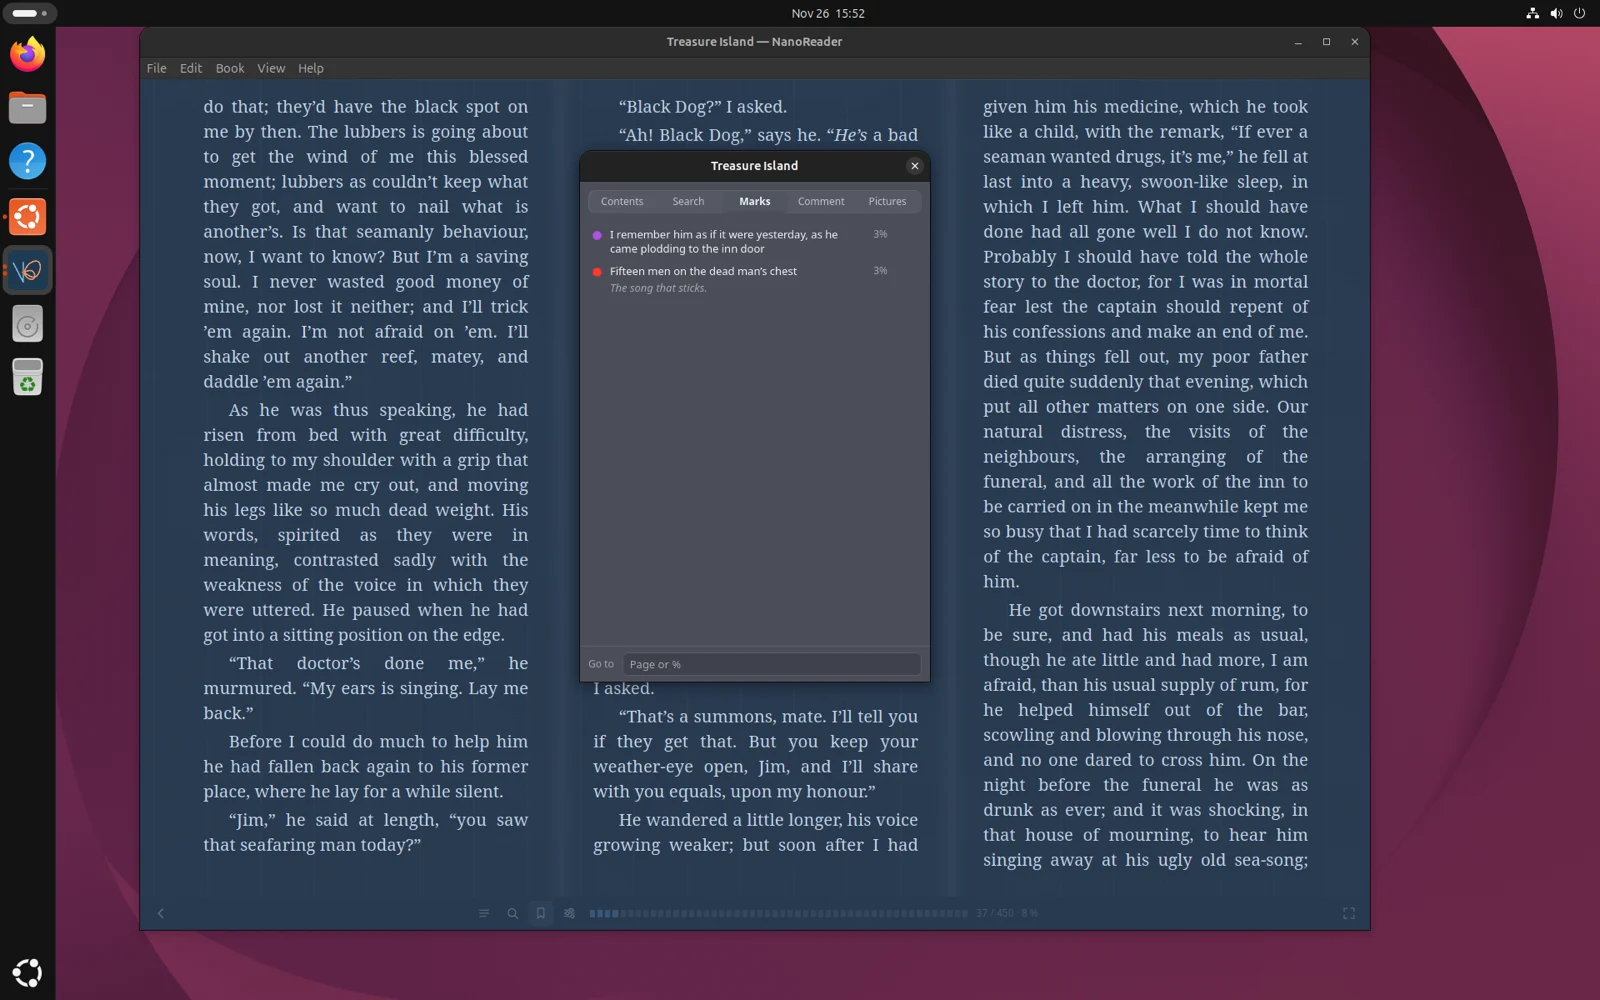 Nov 26 15:52
Treasure Island — NanoReader
File Edit Book View Help
do that; they’d have the black spot on
me by then. The lubbers is going about
to get the wind of me this blessed
moment; lubbers as couldn’t keep what
they got, and want to nail what is
another’s. Is that seamanly behaviour,
now, I want to know? But I’m a saving
soul. I never wasted good money of
mine, nor lost it neither; and I’ll trick
’em again. I’m not afraid on ’em. I’ll
shake out another reef, matey, and
daddle ’em again.”
As he was thus speaking, he had
risen from bed with great difficulty,
holding to my shoulder with a grip that
almost made me cry out, and moving
his legs like so much dead weight. His
words, spirited as they were in
meaning, contrasted sadly with the
weakness of the voice in which they
were uttered. He paused when he had
got into a sitting position on the edge.
“That doctor’s done me,” he
murmured. “My ears is singing. Lay me
back.”
Before I could do much to help him
he had fallen back again to his former
place, where he lay for a while silent.
“Jim,” he said at length, “you saw
that seafaring man today?”
“Black Dog?” I asked.
“Ah! Black Dog,” says he. “He’s a bad
Treasure Island
Contents Search Marks Comment Pictures
I remember him as if it were yesterday, as he 3%
came plodding to the inn door
Fifteen men on the dead man’s chest 3%
The song that sticks.
Go to Page or %
I asked.
“That’s a summons, mate. I’ll tell you
if they get that. But you keep your
weather-eye open, Jim, and I’ll share
with you equals, upon my honour.”
He wandered a little longer, his voice
growing weaker; but soon after I had
given him his medicine, which he took
like a child, with the remark, “If ever a
seaman wanted drugs, it’s me,” he fell at
last into a heavy, swoon-like sleep, in
which I left him. What I should have
done had all gone well I do not know.
Probably I should have told the whole
story to the doctor, for I was in mortal
fear lest the captain should repent of
his confessions and make an end of me.
But as things fell out, my poor father
died quite suddenly that evening, which
put all other matters on one side. Our
natural distress, the visits of the
neighbours, the arranging of the
funeral, and all the work of the inn to
be carried on in the meanwhile kept me
so busy that I had scarcely time to think
of the captain, far less to be afraid of
him.
He got downstairs next morning, to
be sure, and had his meals as usual,
though he ate little and had more, I am
afraid, than his usual supply of rum, for
he helped himself out of the bar,
scowling and blowing through his nose,
and no one dared to cross him. On the
night before the funeral he was as
drunk as ever; and it was shocking, in
that house of mourning, to hear him
singing away at his ugly old sea-song;
37 / 450 · 8 %